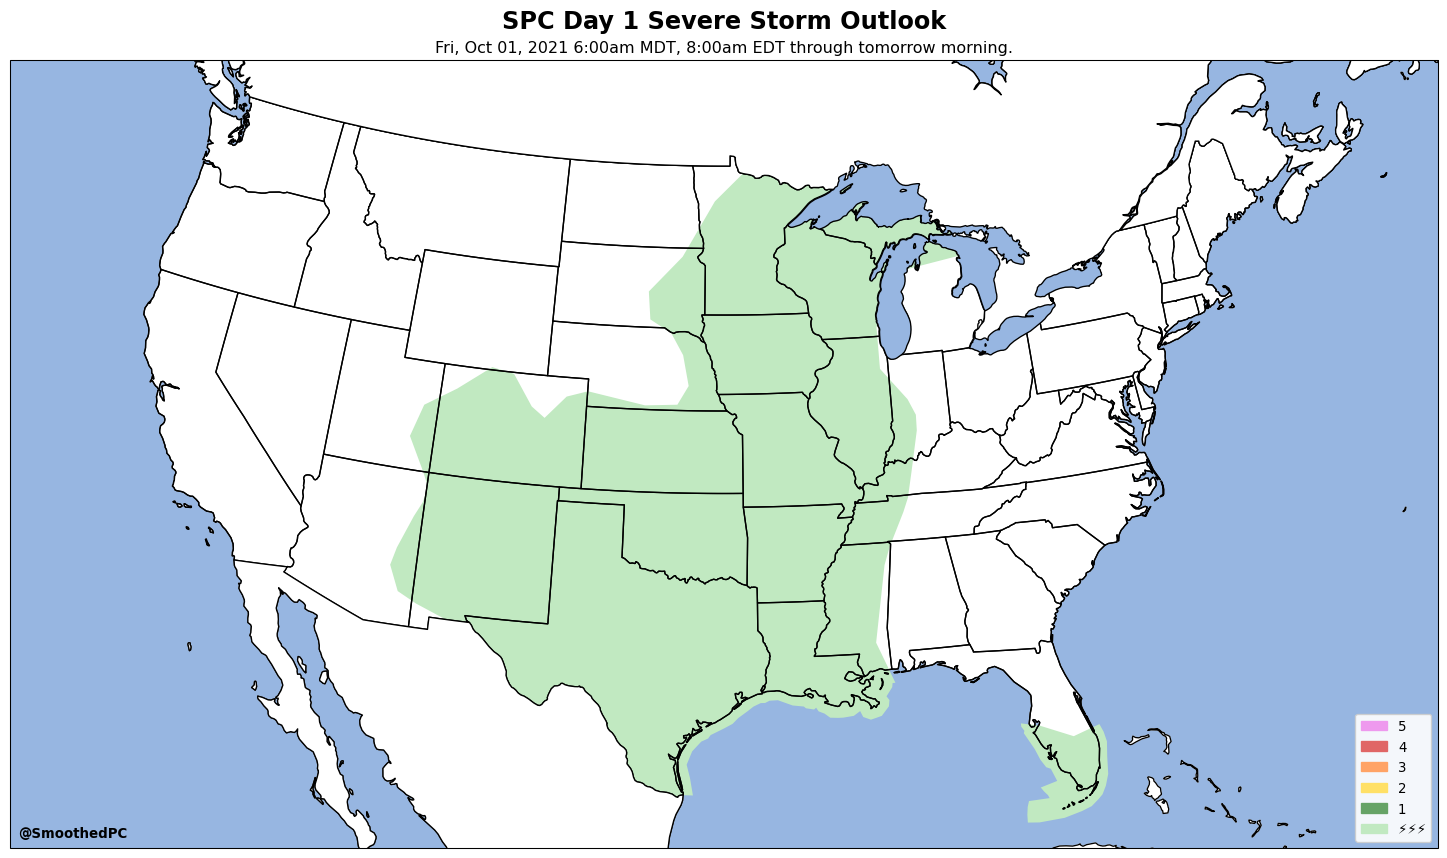 SPC Day 1 Severe Storm Outlook
Fri, Oct 01, 2021 6:00am MDT, 8:00am EDT through tomorrow morning.
5
4
3
2
1
⚡⚡⚡
@SmoothedPC